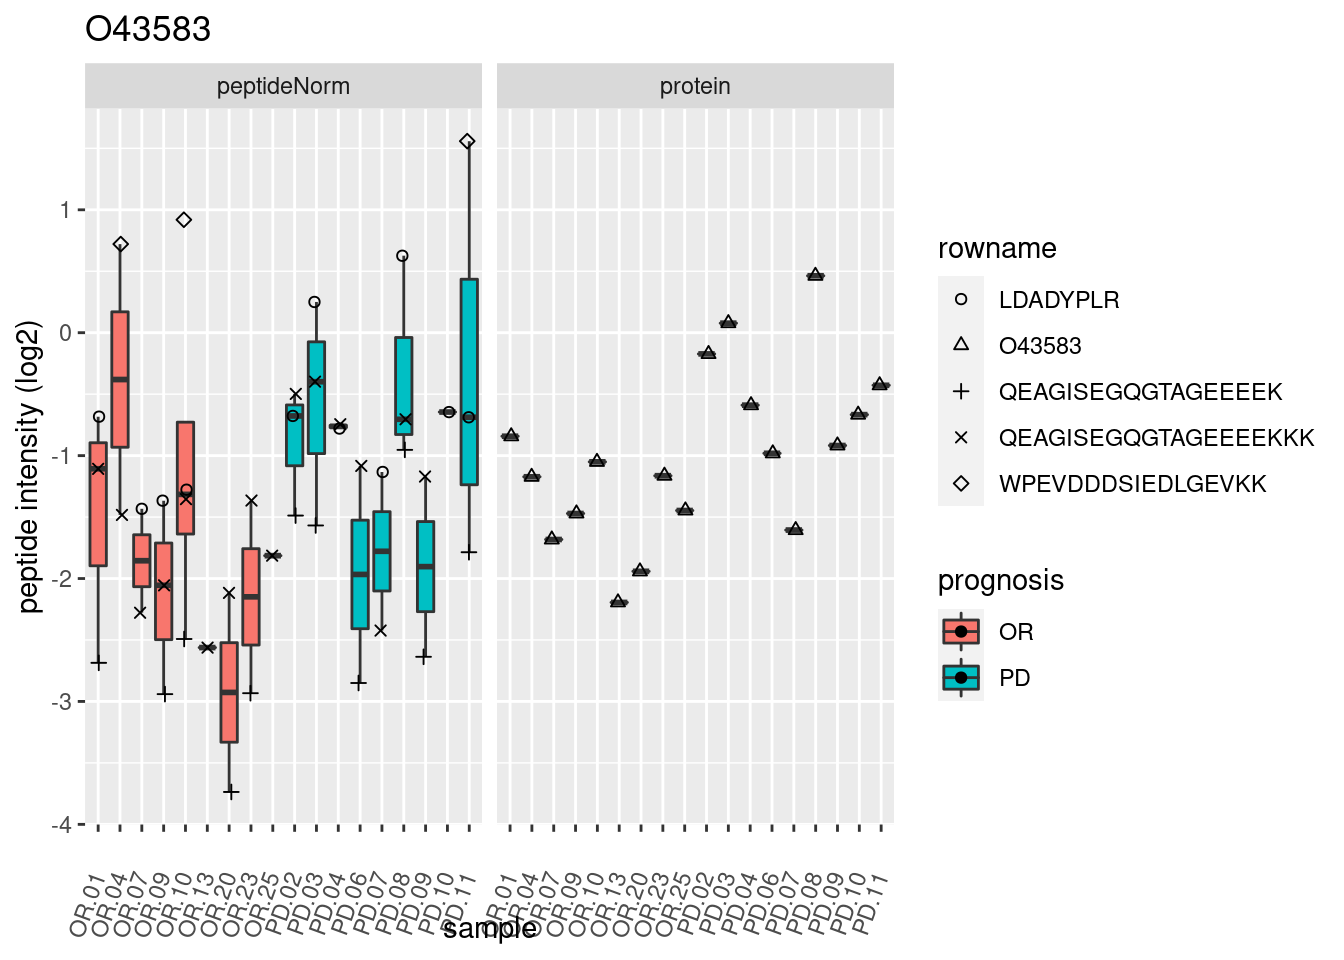 O43583
peptideNorm
protein
peptide intensity (log2)
1
0
-1
-2
-3
-4
OR.01
OR.04
OR.07
OR.09
OR.10
OR.13
OR.20
OR.23
OR.25
PD.02
PD.03
PD.04
PD.06
PD.07
PD.08
PD.09
PD.10
PD.11
OR.01
OR.04
OR.07
OR.09
OR.10
OR.13
OR.20
OR.23
OR.25
PD.02
PD.03
PD.04
PD.06
PD.07
PD.08
PD.09
PD.10
PD.11
sample
rowname
LDADYPLR
O43583
QEAGISEGQGTAGEEEEK
QEAGISEGQGTAGEEEEKKK
WPEVDDDSIEDLGEVKK
prognosis
OR
PD